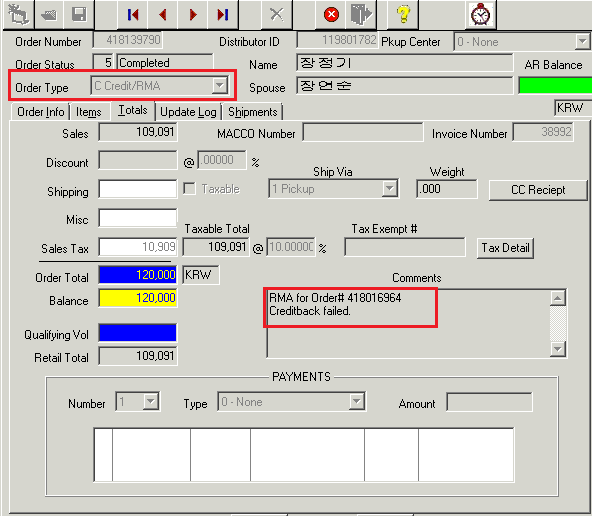 Order Number 418139790 Distributor ID 119801782 Pkup Center 0 - None
Order Status 5 Completed Name 장정기 AR Balance
Order Type C Credit/RMA Spouse 장연순
Order Info Items Totals Update Log Shipments KRW
Sales 109,091 MACCO Number Invoice Number 38992
Discount @ .00000 %
Ship Via Weight
Shipping Taxable 1 Pickup .000 CC Reciept
Misc
Taxable Total Tax Exempt #
Sales Tax 10,909 109,091 @ 10.00000 % Tax Detail
Order Total 120,000 KRW Comments
Balance 120,000 RMA for Order# 418016964
Creditback failed.
Qualifying Vol
Retail Total 109,091
PAYMENTS
Number 1 Type 0 - None Amount